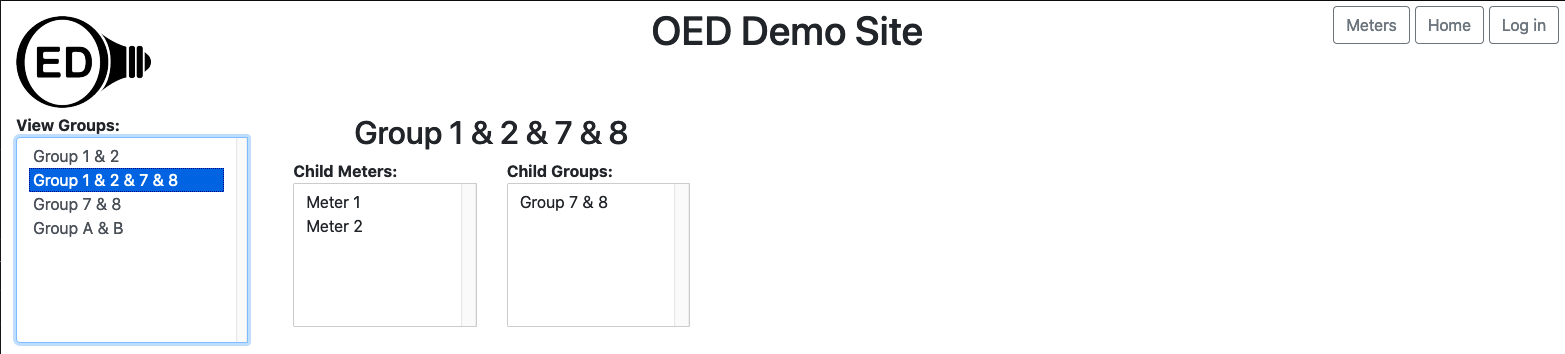 OED Demo Site
Meters
Home
Log in
ED
View Groups:
Group 1 & 2
Group 1 & 2 & 7 & 8
Group 7 & 8
Group A & B
Group 1 & 2 & 7 & 8
Child Meters:
Meter 1
Meter 2
Child Groups:
Group 7 & 8